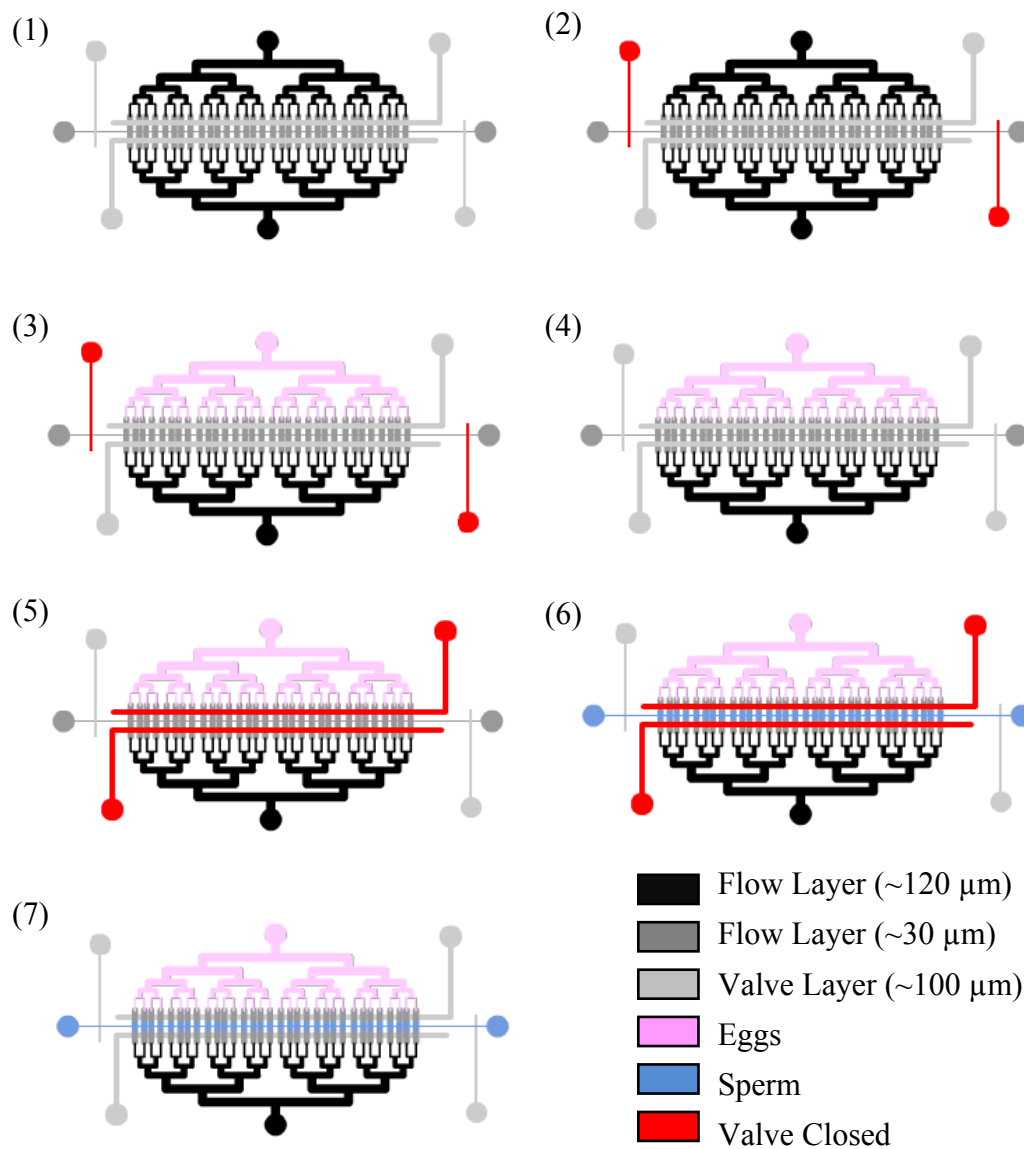 (1)
(2)
(3)
(4)
(5)
(6)
(7)
Flow Layer (~120 µm)
Flow Layer (~30 µm)
Valve Layer (~100 µm)
Eggs
Sperm
Valve Closed